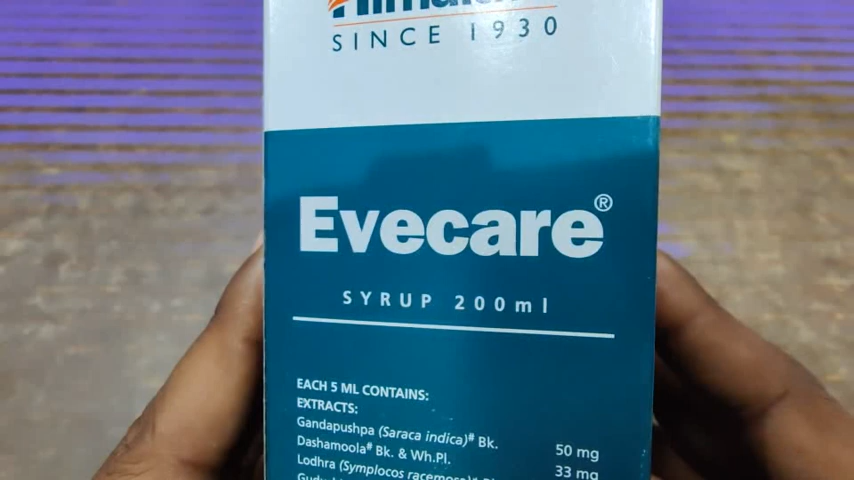 SINCE 1930
Evecare®
SYRUP 200ml
EACH 5 ML CONTAINS:
EXTRACTS:
Gandapushpa (Saraca indica)# Bk. 50 mg
Dashamoola# Bk. & Wh.Pl. 33 mg
Lodhra (Symplocos racemosa)#